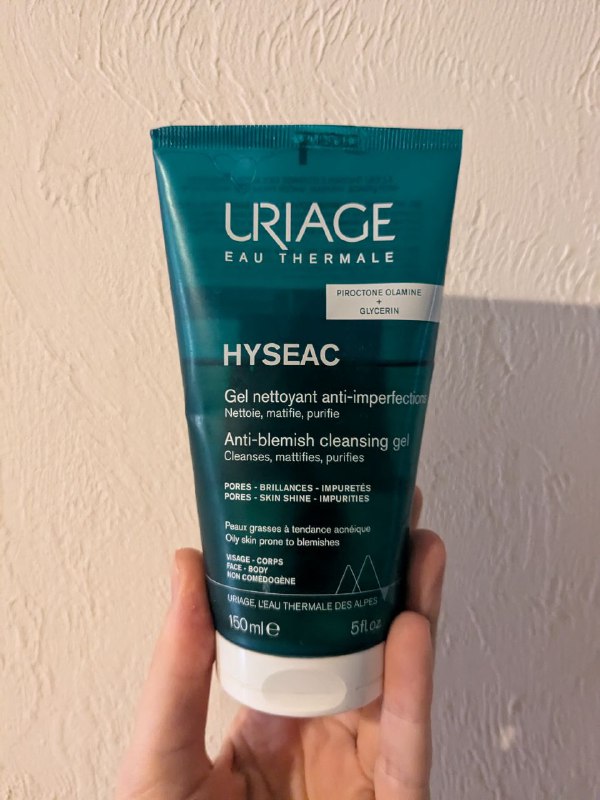 URIAGE
EAU THERMALE
PIROCTONE OLAMINE
+
GLYCERIN
HYSEAC
Gel nettoyant anti-imperfections
Nettoie, matifie, purifie
Anti-blemish cleansing gel
Cleanses, mattifies, purifies
PORES - BRILLANCES - IMPURETÉS
PORES - SKIN SHINE - IMPURITIES
Peaux grasses à tendance acnéique
Oily skin prone to blemishes
VISAGE - CORPS
FACE - BODY
NON COMÉDOGÈNE
URIAGE, L'EAU THERMALE DES ALPES
150 ml e 5 fl oz.